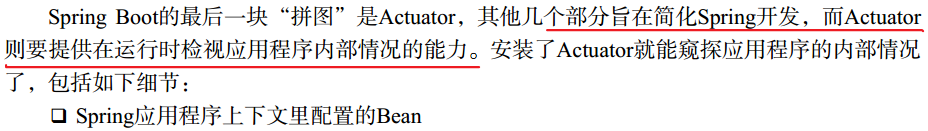 Spring Boot的最后一块“拼图”是Actuator，其他几个部分旨在简化Spring开发，而Actuator
则要提供在运行时检视应用程序内部情况的能力。安装了Actuator就能窥探应用程序的内部情况
了，包括如下细节：
❑ Spring应用程序上下文里配置的Bean